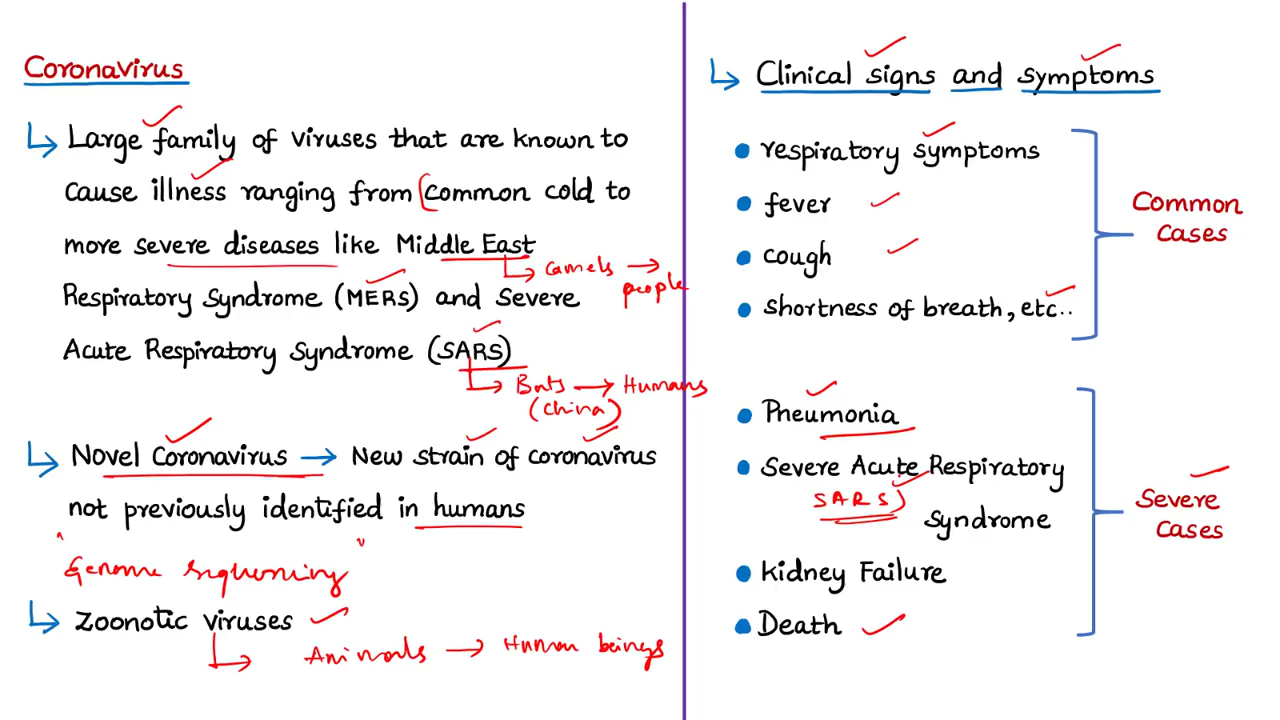 Coronavirus
Large family of viruses that are known to
cause illness ranging from (common cold to
more severe diseases like Middle East
camels → people
Respiratory Syndrome (MERS) and severe
Acute Respiratory Syndrome (SARS)
Bats → Humans
(China)
Novel Coronavirus → New strain of coronavirus
not previously identified in humans
"Genome sequencing"
Zoonotic viruses
Animals → Human beings
Clinical signs and symptoms
respiratory symptoms
fever
cough
shortness of breath, etc..
Common
Cases
Pneumonia
Severe Acute Respiratory
SARS)
Syndrome
Kidney Failure
Death
Severe
Cases